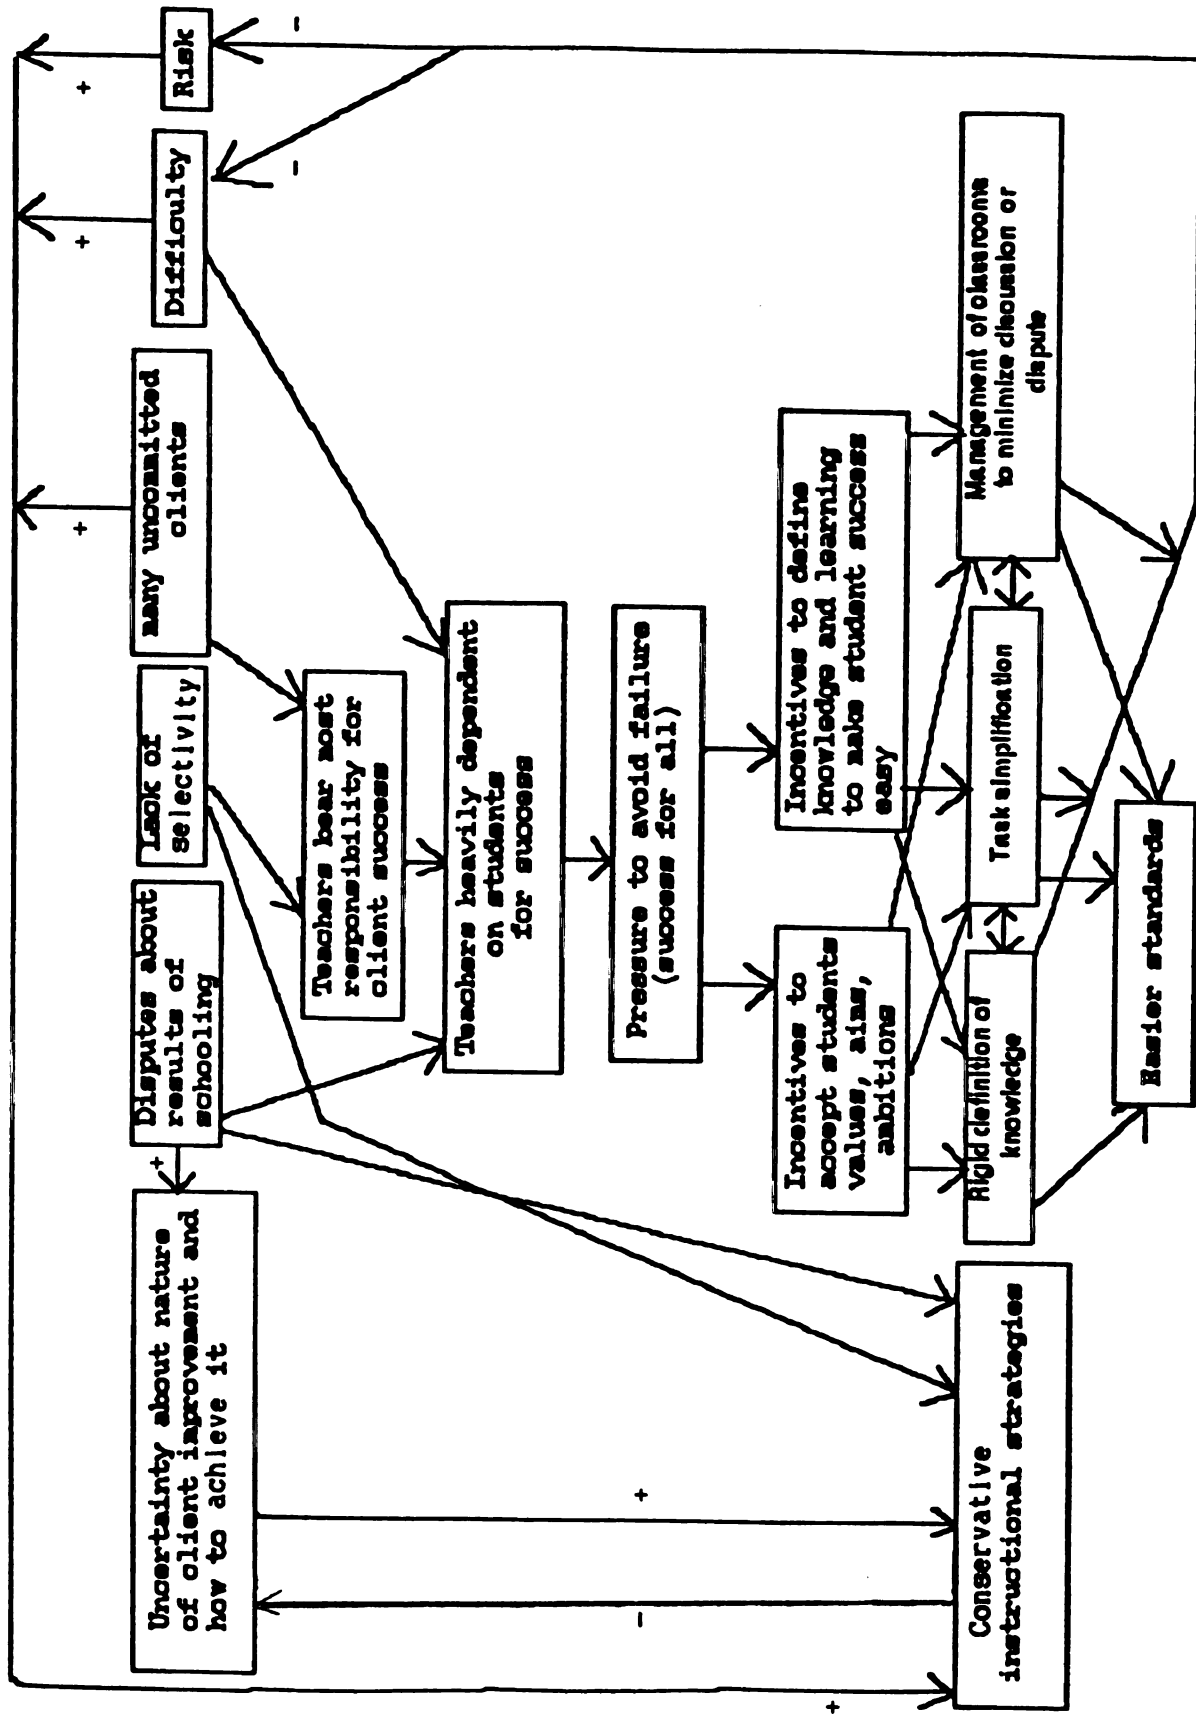 Uncertainty about nature
of client improvement and
how to achieve it
+
Disputes about
results of
schooling
Lack of
selectivity
many uncommitted
clients
+
Difficulty
+
-
Risk
+
-
Teachers bear most
responsibility for
client success
Teachers heavily dependent
on students
for success
Pressure to avoid failure
(success for all)
Incentives to
accept students
values, aims,
ambitions
Incentives to define
knowledge and learning
to make student success
easy
+
-
+
Conservative
instructional strategies
Rigid definition of
knowledge
Task simplification
Management of classrooms
to minimize discussion or
dispute
Easier standards